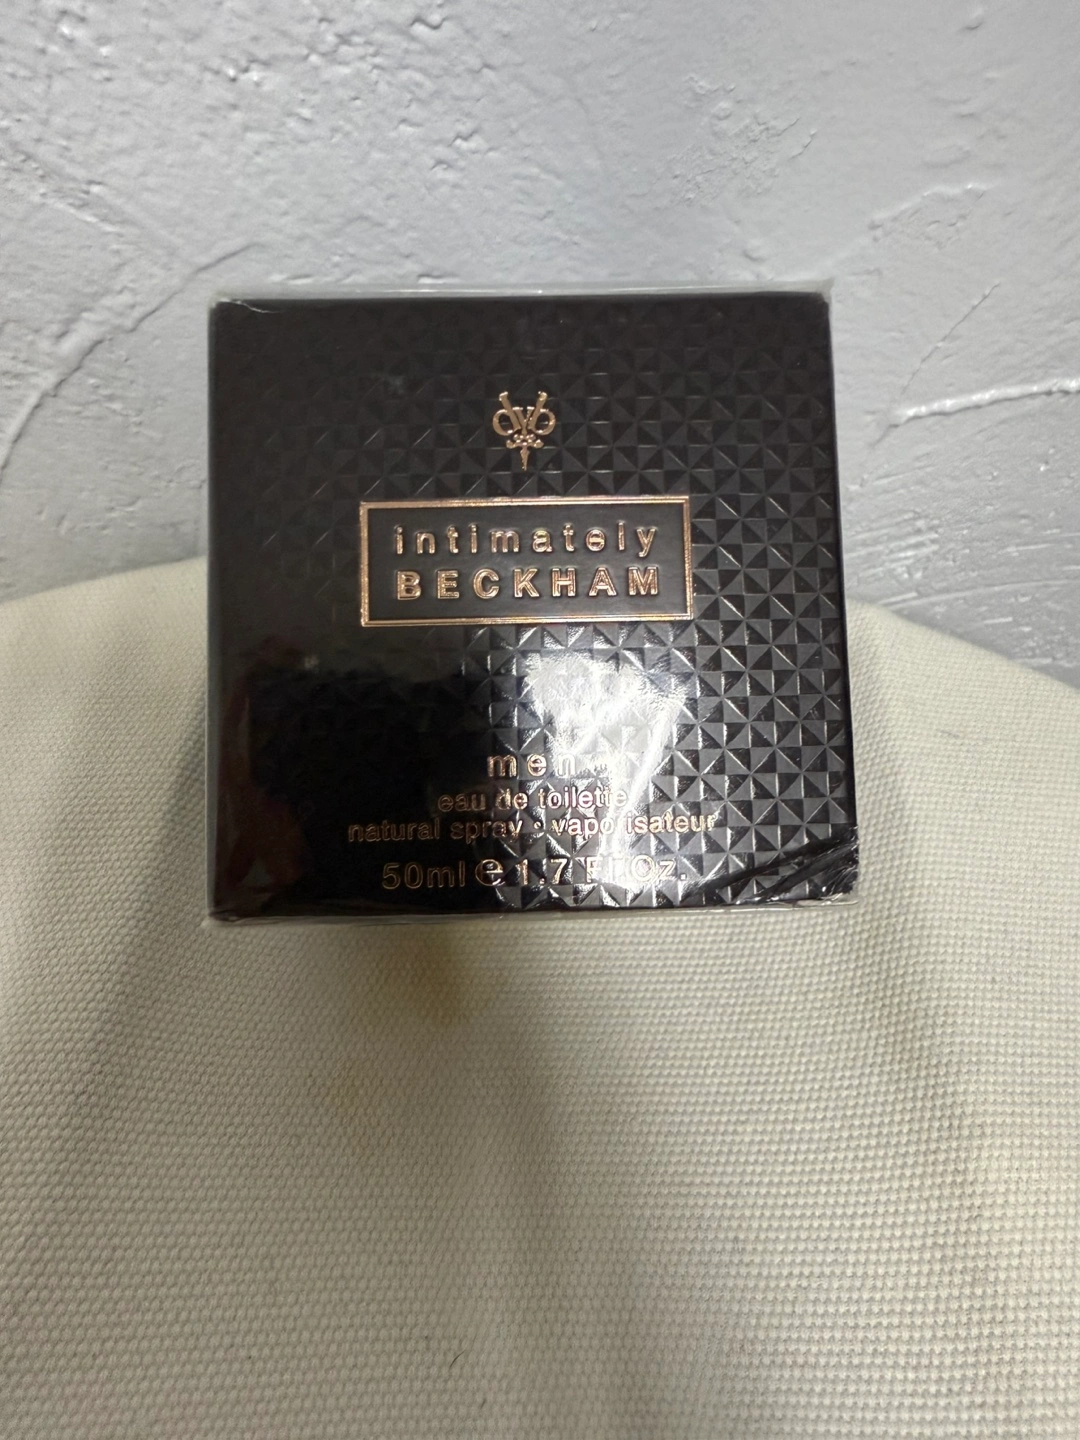 intimately
BECKHAM
men
eau de toilette
natural spray • vaporisateur
50ml ℮ 1.7 Fl. Oz.